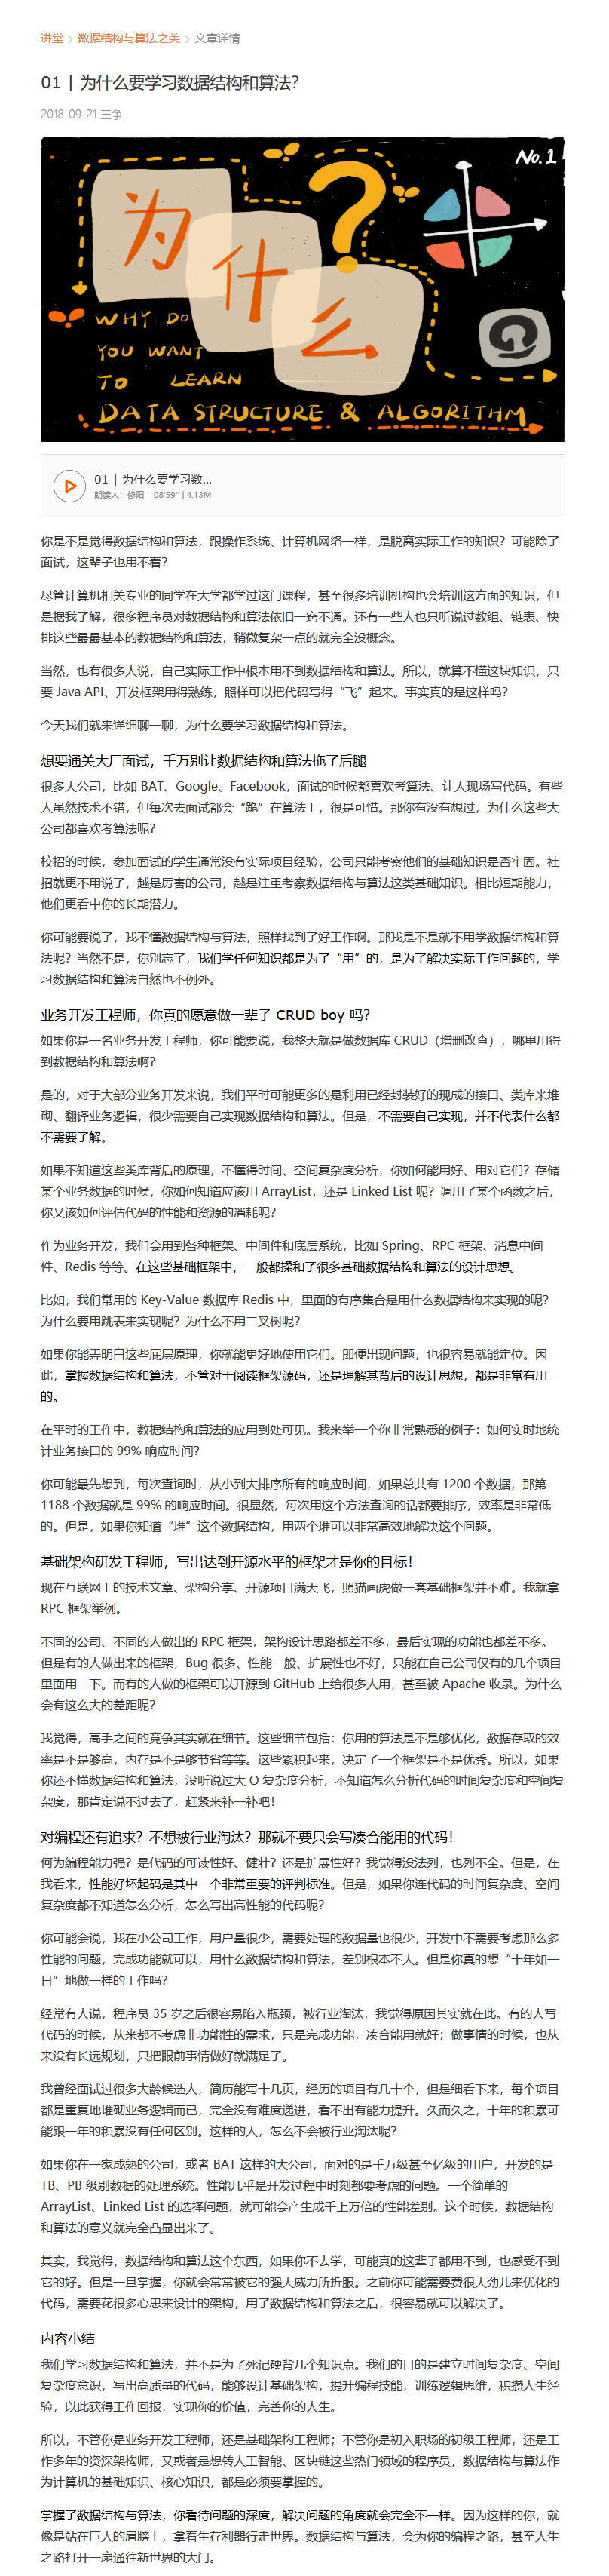 讲堂 > 数据结构与算法之美 > 文章详情
01 | 为什么要学习数据结构和算法？
2018-09-21 王争
No.1
为
什
么
?
WHY DO
YOU WANT
TO LEARN
DATA STRUCTURE & ALGORITHM
01 | 为什么要学习数...
朗读人：修阳 08'59'' | 4.13M
你是不是觉得数据结构和算法，跟操作系统、计算机网络一样，是脱离实际工作的知识？可能除了
面试，这辈子也用不着？
尽管计算机相关专业的同学在大学都学过这门课程，甚至很多培训机构也会培训这方面的知识，但
是据我了解，很多程序员对数据结构和算法依旧一窍不通。还有一些人也只听说过数组、链表、快
排这些最最基本的数据结构和算法，稍微复杂一点的就完全没概念。
当然，也有很多人说，自己实际工作中根本用不到数据结构和算法。所以，就算不懂这块知识，只
要 Java API、开发框架用得熟练，照样可以把代码写得“飞”起来。事实真的是这样吗？
今天我们就来详细聊一聊，为什么要学习数据结构和算法。
想要通关大厂面试，千万别让数据结构和算法拖了后腿
很多大公司，比如 BAT、Google、Facebook，面试的时候都喜欢考算法、让人现场写代码。有些
人虽然技术不错，但每次去面试都会“跪”在算法上，很是可惜。那你有没有想过，为什么这些大
公司都喜欢考算法呢？
校招的时候，参加面试的学生通常没有实际项目经验，公司只能考察他们的基础知识是否牢固。社
招就更不用说了，越是厉害的公司，越是注重考察数据结构与算法这类基础知识。相比短期能力，
他们更看中你的长期潜力。
你可能要说了，我不懂数据结构与算法，照样找到了好工作啊。那我是不是就不用学数据结构和算
法呢？当然不是，你别忘了，我们学任何知识都是为了“用”的，是为了解决实际工作问题的，学
习数据结构和算法自然也不例外。
业务开发工程师，你真的愿意做一辈子 CRUD boy 吗？
如果你是一名业务开发工程师，你可能要说，我整天就是做数据库 CRUD（增删改查），哪里用得
到数据结构和算法啊？
是的，对于大部分业务开发来说，我们平时可能更多的是利用已经封装好的现成的接口、类库来堆
砌、翻译业务逻辑，很少需要自己实现数据结构和算法。但是，不需要自己实现，并不代表什么都
不需要了解。
如果不知道这些类库背后的原理，不懂得时间、空间复杂度分析，你如何能用好、用对它们？存储
某个业务数据的时候，你如何知道应该用 ArrayList，还是 Linked List 呢？调用了某个函数之后，
你又该如何评估代码的性能和资源的消耗呢？
作为业务开发，我们会用到各种框架、中间件和底层系统，比如 Spring、RPC 框架、消息中间
件、Redis 等等。在这些基础框架中，一般都揉和了很多基础数据结构和算法的设计思想。
比如，我们常用的 Key-Value 数据库 Redis 中，里面的有序集合是用什么数据结构来实现的呢？
为什么要用跳表来实现呢？为什么不用二叉树呢？
如果你能弄明白这些底层原理，你就能更好地使用它们。即便出现问题，也很容易就能定位。因
此，掌握数据结构和算法，不管对于阅读框架源码，还是理解其背后的设计思想，都是非常有用
的。
在平时的工作中，数据结构和算法的应用到处可见。我来举一个你非常熟悉的例子：如何实时地统
计业务接口的 99% 响应时间？
你可能最先想到，每次查询时，从小到大排序所有的响应时间，如果总共有 1200 个数据，那第
1188 个数据就是 99% 的响应时间。很显然，每次用这个方法查询的话都要排序，效率是非常低
的。但是，如果你知道“堆”这个数据结构，用两个堆可以非常高效地解决这个问题。
基础架构研发工程师，写出达到开源水平的框架才是你的目标！
现在互联网上的技术文章、架构分享、开源项目满天飞，照猫画虎做一套基础框架并不难。我就拿
RPC 框架举例。
不同的公司、不同的人做出的 RPC 框架，架构设计思路都差不多，最后实现的功能也都差不多。
但是有的人做出来的框架，Bug 很多、性能一般、扩展性也不好，只能在自己公司仅有的几个项目
里面用一下。而有的人做的框架可以开源到 GitHub 上给很多人用，甚至被 Apache 收录。为什么
会有这么大的差距呢？
我觉得，高手之间的竞争其实就在细节。这些细节包括：你用的算法是不是够优化，数据存取的效
率是不是够高，内存是不是够节省等等。这些累积起来，决定了一个框架是不是优秀。所以，如果
你还不懂数据结构和算法，没听说过大 O 复杂度分析，不知道怎么分析代码的时间复杂度和空间复
杂度，那肯定说不过去了，赶紧来补一补吧！
对编程还有追求？不想被行业淘汰？那就不要只会写凑合能用的代码！
何为编程能力强？是代码的可读性好、健壮？还是扩展性好？我觉得没法列，也列不全。但是，在
我看来，性能好坏起码是其中一个非常重要的评判标准。但是，如果你连代码的时间复杂度、空间
复杂度都不知道怎么分析，怎么写出高性能的代码呢？
你可能会说，我在小公司工作，用户量很少，需要处理的数据量也很少，开发中不需要考虑那么多
性能的问题，完成功能就可以，用什么数据结构和算法，差别根本不大。但是你真的想“十年如一
日”地做一样的工作吗？
经常有人说，程序员 35 岁之后很容易陷入瓶颈，被行业淘汰，我觉得原因其实就在此。有的人写
代码的时候，从来都不考虑非功能性的需求，只是完成功能，凑合能用就好；做事情的时候，也从
来没有长远规划，只把眼前事情做好就满足了。
我曾经面试过很多大龄候选人，简历能写十几页，经历的项目有几十个，但是细看下来，每个项目
都是重复地堆砌业务逻辑而已，完全没有难度递进，看不出有能力提升。久而久之，十年的积累可
能跟一年的积累没有任何区别。这样的人，怎么不会被行业淘汰呢？
如果你在一家成熟的公司，或者 BAT 这样的大公司，面对的是千万级甚至亿级的用户，开发的是
TB、PB 级别数据的处理系统。性能几乎是开发过程中时刻都要考虑的问题。一个简单的
ArrayList、Linked List 的选择问题，就可能会产生成千上万倍的性能差别。这个时候，数据结构
和算法的意义就完全凸显出来了。
其实，我觉得，数据结构和算法这个东西，如果你不去学，可能真的这辈子都用不到，也感受不到
它的好。但是一旦掌握，你就会常常被它的强大威力所折服。之前你可能需要费很大劲儿来优化的
代码，需要花很多心思来设计的架构，用了数据结构和算法之后，很容易就可以解决了。
内容小结
我们学习数据结构和算法，并不是为了死记硬背几个知识点。我们的目的是建立时间复杂度、空间
复杂度意识，写出高质量的代码，能够设计基础架构，提升编程技能，训练逻辑思维，积攒人生经
验，以此获得工作回报，实现你的价值，完善你的人生。
所以，不管你是业务开发工程师，还是基础架构工程师；不管你是初入职场的初级工程师，还是工
作多年的资深架构师，又或者是想转人工智能、区块链这些热门领域的程序员，数据结构与算法作
为计算机的基础知识、核心知识，都是必须要掌握的。
掌握了数据结构与算法，你看待问题的深度，解决问题的角度就会完全不一样。因为这样的你，就
像是站在巨人的肩膀上，拿着生存利器行走世界。数据结构与算法，会为你的编程之路，甚至人生
之路打开一扇通往新世界的大门。